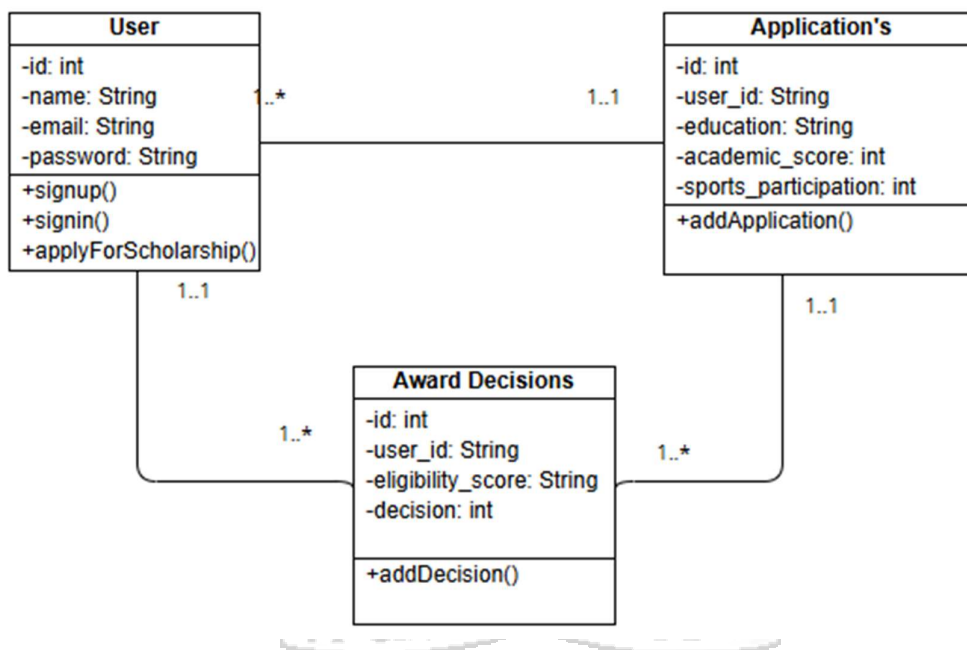 User
-id: int
-name: String
-email: String
-password: String
+signup()
+signin()
+applyForScholarship()
1..*
1..1
Application's
-id: int
-user_id: String
-education: String
-academic_score: int
-sports_participation: int
+addApplication()
1..1
1..1
Award Decisions
-id: int
-user_id: String
-eligibility_score: String
-decision: int
+addDecision()
1..*
1..*